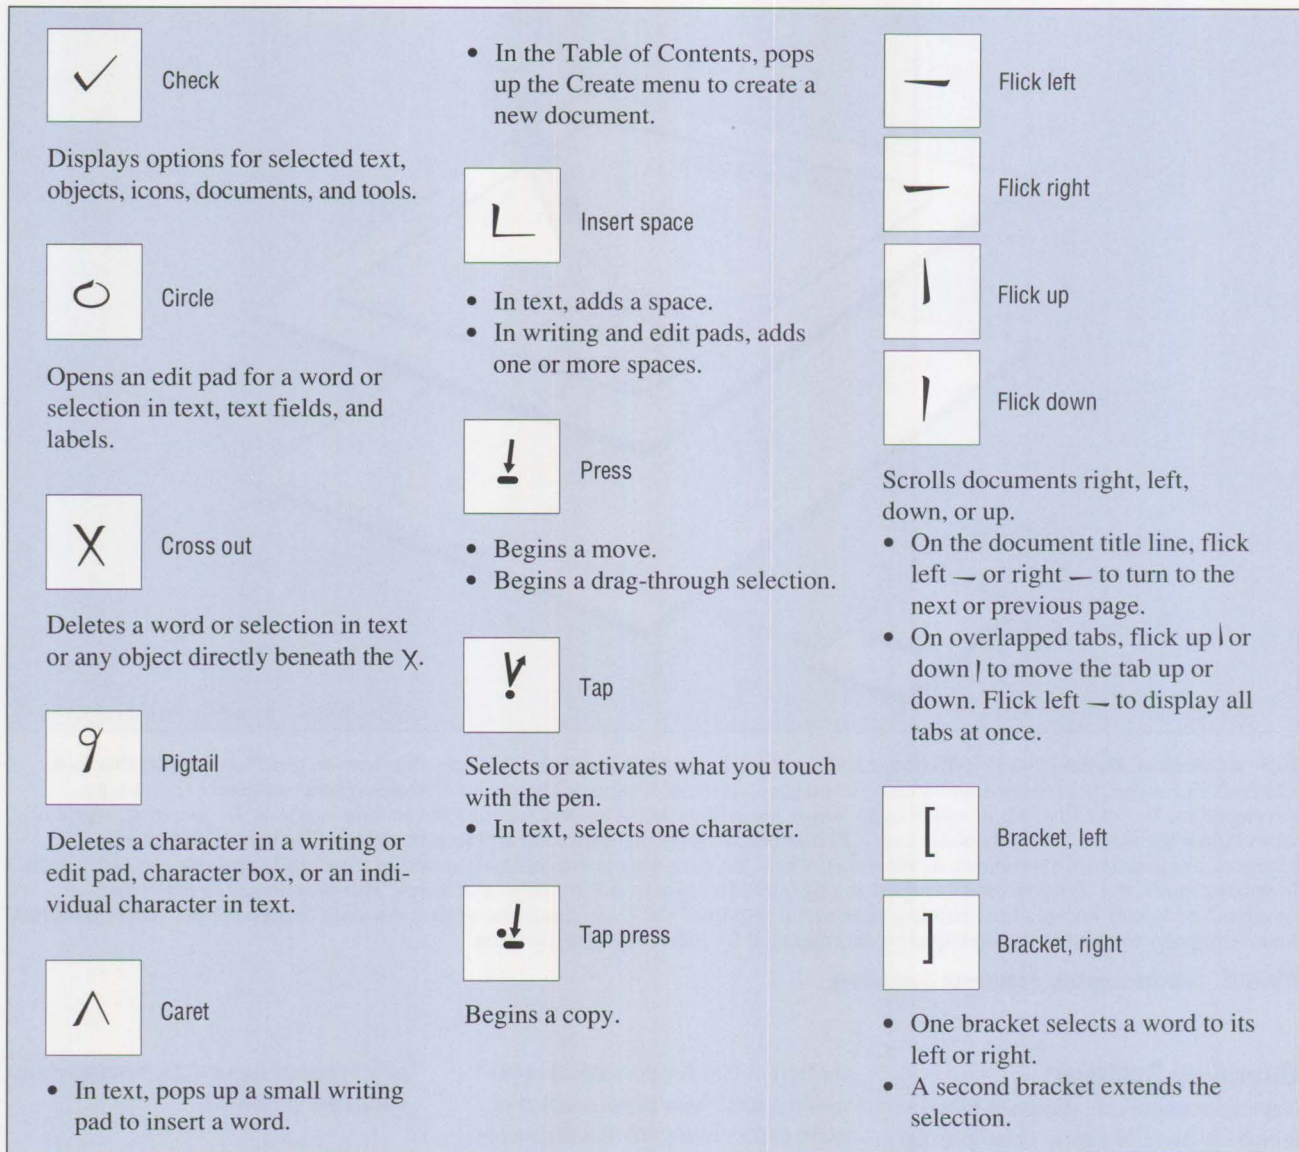 Check
Displays options for selected text,
objects, icons, documents, and tools.
Circle
Opens an edit pad for a word or
selection in text, text fields, and
labels.
X
Cross out
Deletes a word or selection in text
or any object directly beneath the X.
Pigtail
Deletes a character in a writing or
edit pad, character box, or an indi-
vidual character in text.
Caret
• In text, pops up a small writing
pad to insert a word.
• In the Table of Contents, pops
up the Create menu to create a
new document.
Insert space
• In text, adds a space.
• In writing and edit pads, adds
one or more spaces.
Press
• Begins a move.
• Begins a drag-through selection.
Tap
Selects or activates what you touch
with the pen.
• In text, selects one character.
Tap press
Begins a copy.
Flick left
Flick right
Flick up
Flick down
Scrolls documents right, left,
down, or up.
• On the document title line, flick
left — or right — to turn to the
next or previous page.
• On overlapped tabs, flick up | or
down | to move the tab up or
down. Flick left — to display all
tabs at once.
[ Bracket, left
] Bracket, right
• One bracket selects a word to its
left or right.
• A second bracket extends the
selection.